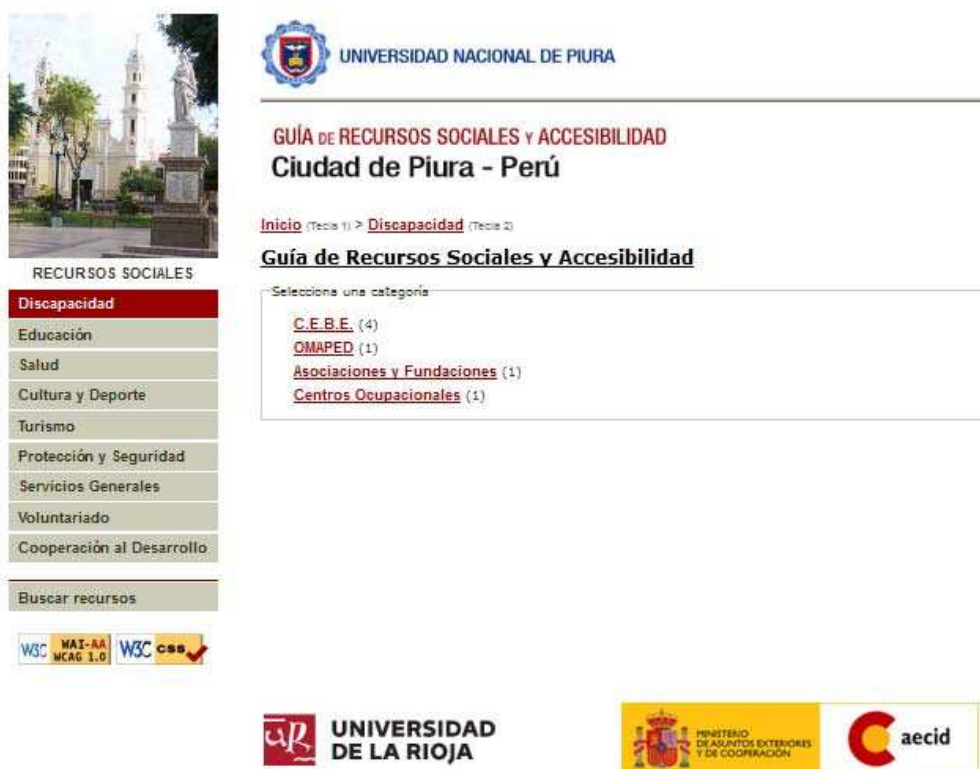 UNIVERSIDAD NACIONAL DE PIURA
GUÍA DE RECURSOS SOCIALES Y ACCESIBILIDAD
Ciudad de Piura - Perú
Inicio (Tecla 1) > Discapacidad (Tecla 2)
Guía de Recursos Sociales y Accesibilidad
Selecciona una categoría
C.E.B.E. (4)
OMAPED (1)
Asociaciones y Fundaciones (1)
Centros Ocupacionales (1)
RECURSOS SOCIALES
Discapacidad
Educación
Salud
Cultura y Deporte
Turismo
Protección y Seguridad
Servicios Generales
Voluntariado
Cooperación al Desarrollo
Buscar recursos
W3C WAI-AA WCAG 1.0
W3C css
UR
UNIVERSIDAD
DE LA RIOJA
MINISTERIO
DE ASUNTOS EXTERIORES
Y DE COOPERACIÓN
aecid